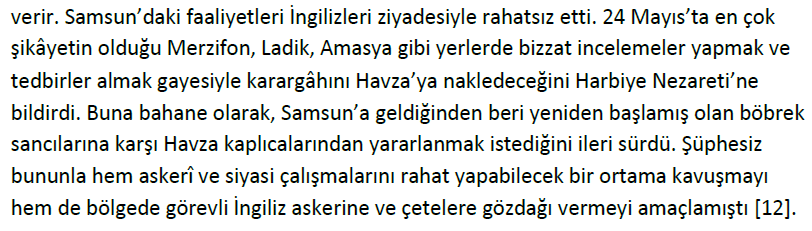 verir. Samsun’daki faaliyetleri İngilizleri ziyadesiyle rahatsız etti. 24 Mayıs’ta en çok
şikâyetin olduğu Merzifon, Ladik, Amasya gibi yerlerde bizzat incelemeler yapmak ve
tedbirler almak gayesiyle karargâhını Havza’ya nakledeceğini Harbiye Nezareti’ne
bildirdi. Buna bahane olarak, Samsun’a geldiğinden beri yeniden başlamış olan böbrek
sancılarına karşı Havza kaplıcalarından yararlanmak istediğini ileri sürdü. Şüphesiz
bununla hem askerî ve siyasi çalışmalarını rahat yapabilecek bir ortama kavuşmayı
hem de bölgede görevli İngiliz askerine ve çetelere gözdağı vermeyi amaçlamıştı [12].